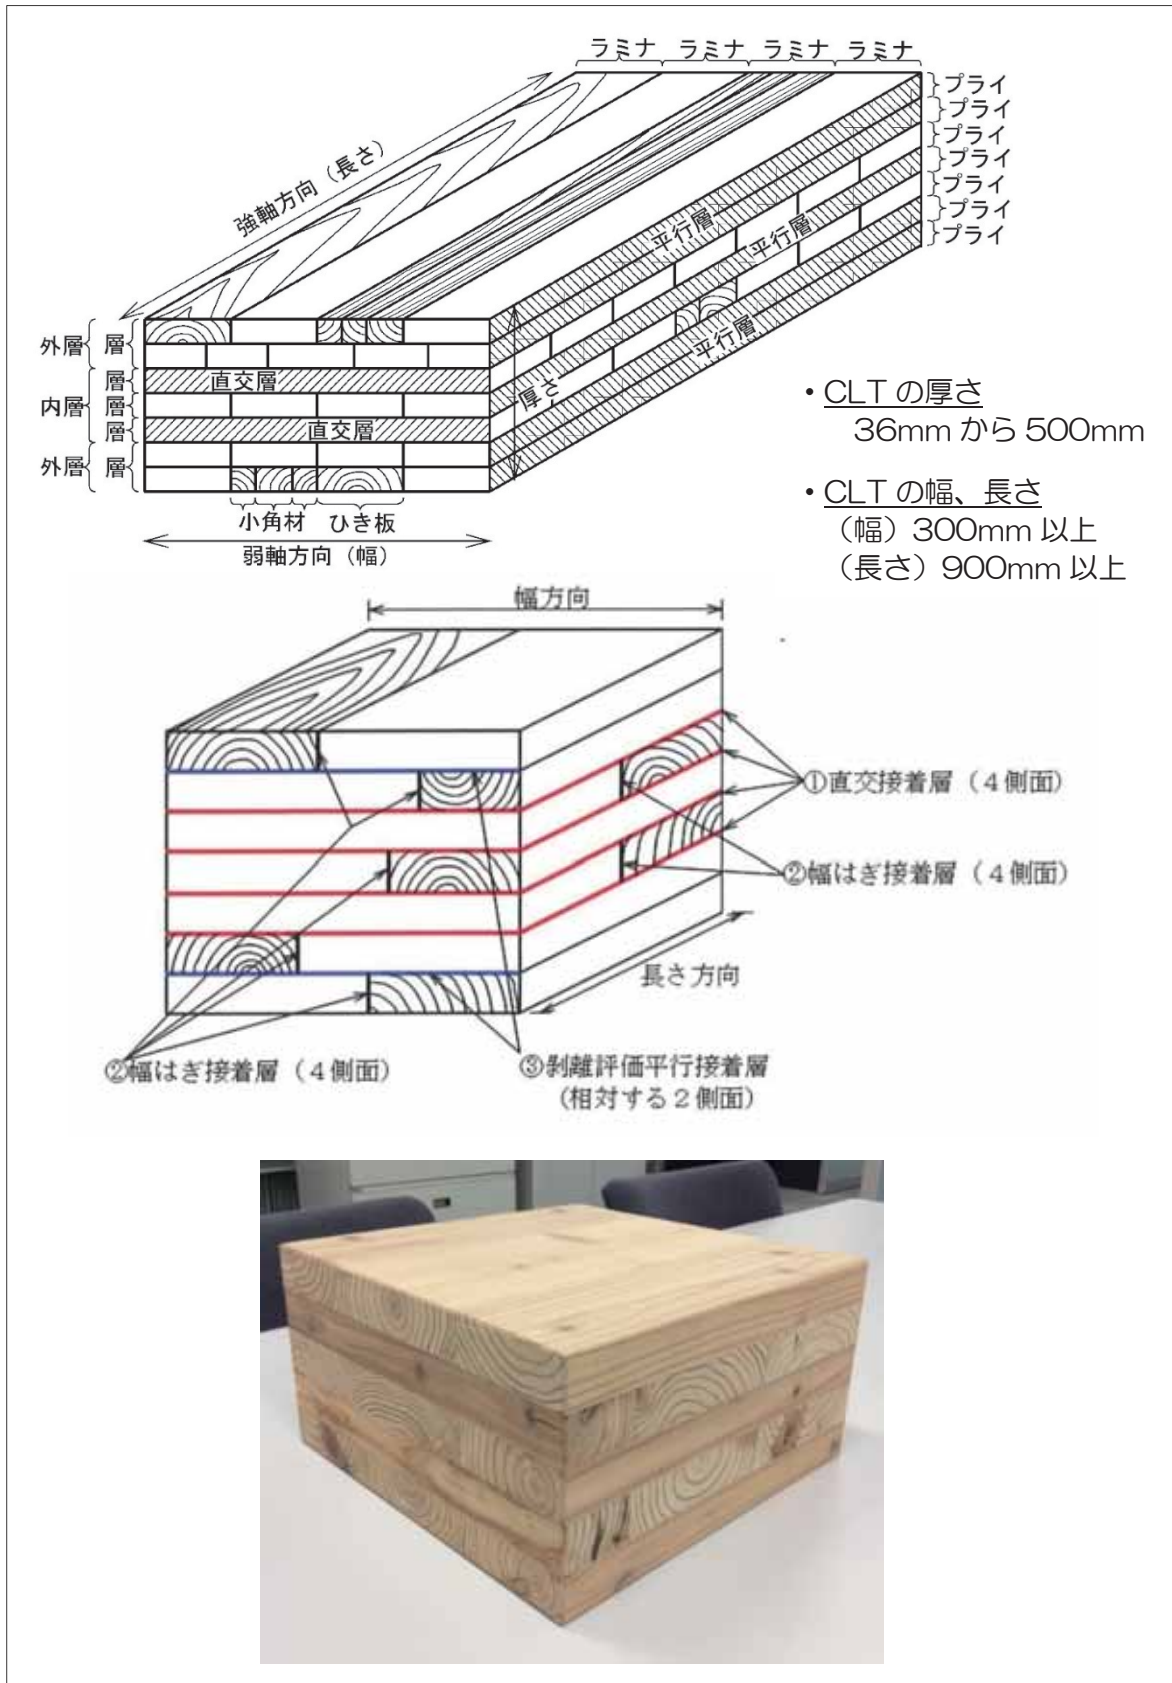 ラミナ ラミナ ラミナ ラミナ
プライ
プライ
プライ
プライ
プライ
プライ
プライ
強軸方向（長さ）
平行層
平行層
平行層
外層 層
層
直交層
内層 層
層
直交層
外層 層
厚さ
小角材 ひき板
弱軸方向（幅）
・CLT の厚さ
36mm から 500mm
・CLT の幅、長さ
（幅）300mm 以上
（長さ）900mm 以上
幅方向
①直交接着層（４側面）
②幅はぎ接着層（４側面）
長さ方向
②幅はぎ接着層（４側面）
③剝離評価平行接着層
（相対する２側面）